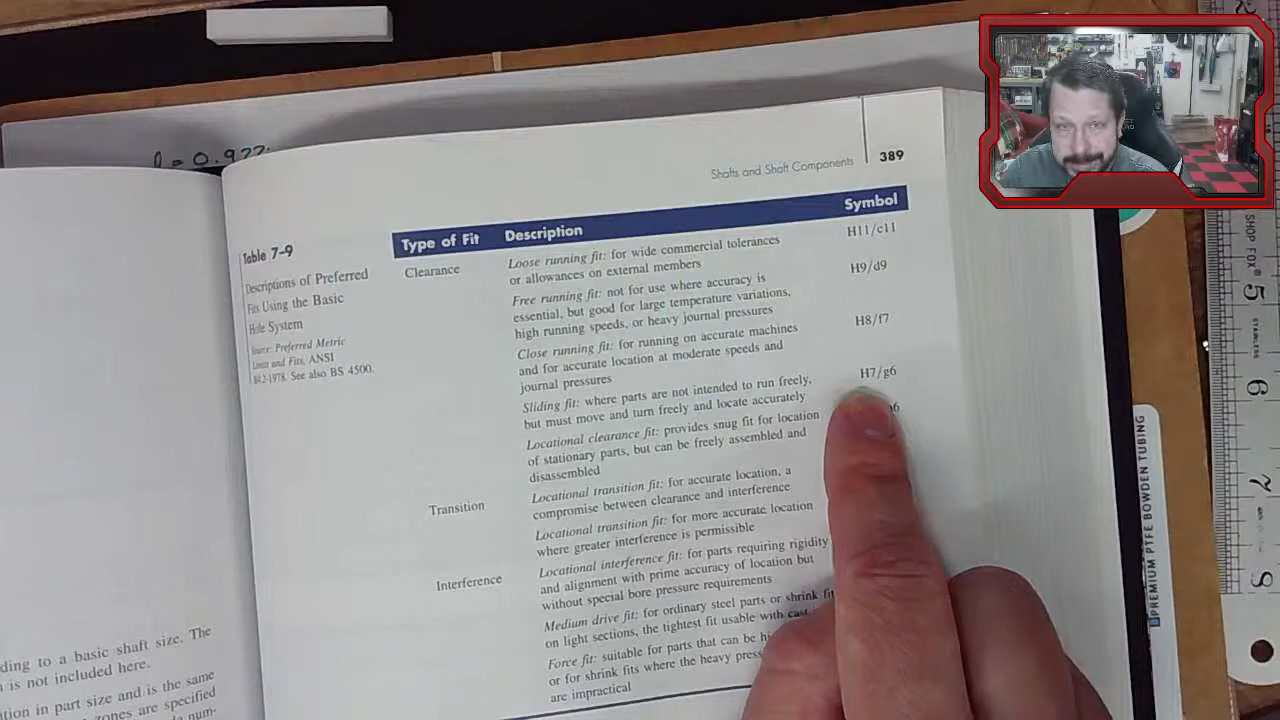 l = 0.977
Shafts and Shaft Components 389
Table 7–9
Descriptions of Preferred
Fits Using the Basic
Hole System
Source: Preferred Metric
Limits and Fits, ANSI
B4.2-1978. See also BS 4500.
Type of Fit Description Symbol
Clearance Loose running fit: for wide commercial tolerances H11/c11
or allowances on external members
Free running fit: not for use where accuracy is H9/d9
essential, but good for large temperature variations,
high running speeds, or heavy journal pressures
Close running fit: for running on accurate machines H8/f7
and for accurate location at moderate speeds and
journal pressures
Sliding fit: where parts are not intended to run freely, H7/g6
but must move and turn freely and locate accurately
Locational clearance fit: provides snug fit for location
of stationary parts, but can be freely assembled and
disassembled
Transition Locational transition fit: for accurate location, a
compromise between clearance and interference
Locational transition fit: for more accurate location
where greater interference is permissible
Interference Locational interference fit: for parts requiring rigidity
and alignment with prime accuracy of location but
without special bore pressure requirements
Medium drive fit: for ordinary steel parts or shrink fit
on light sections, the tightest fit usable with cast
Force fit: suitable for parts that can be
or for shrink fits where the heavy
are impractical
ding to a basic shaft size. The
n is not included here.
tion in part size and is the same
zones are specified
num-
SHOP FOX
STAINLESS
5
6
7
8
PREMIUM PTFE BOWDEN TUBING